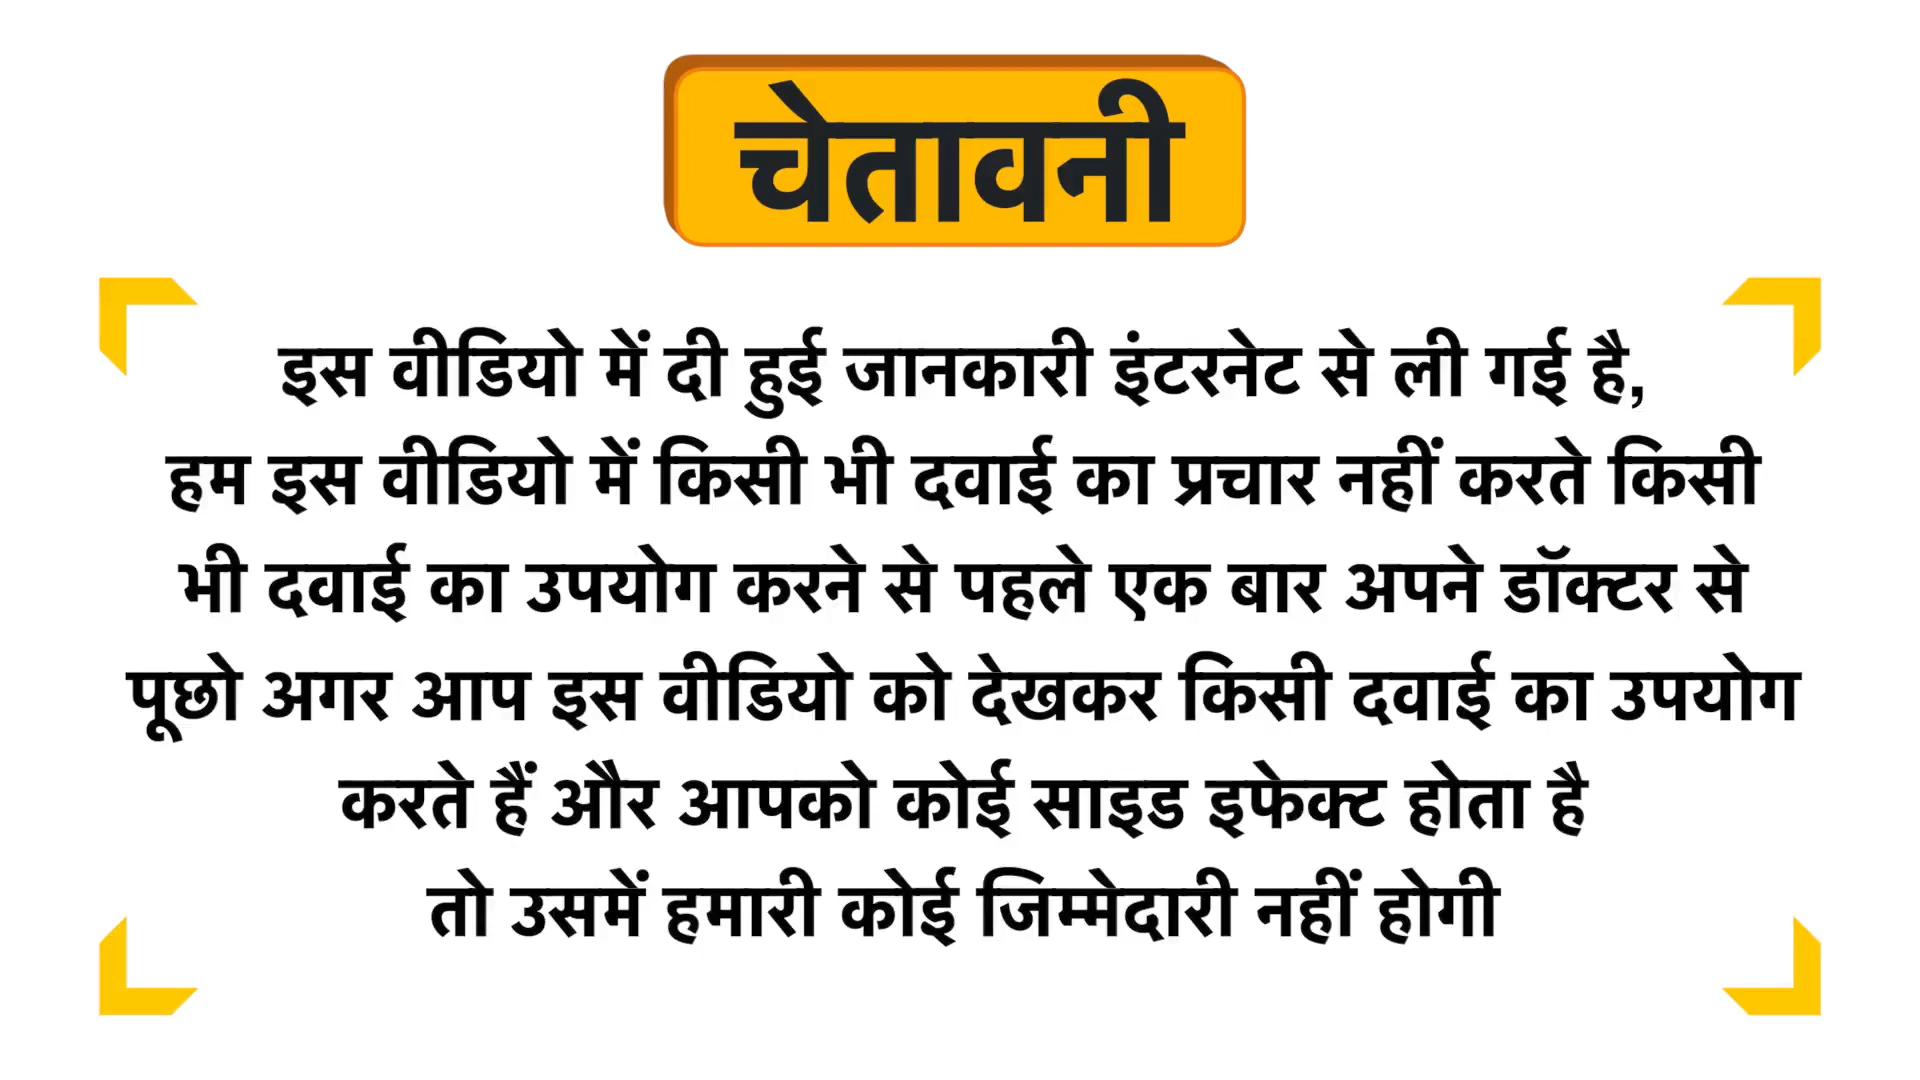 चेतावनी
इस वीडियो में दी हुई जानकारी इंटरनेट से ली गई है,
हम इस वीडियो में किसी भी दवाई का प्रचार नहीं करते किसी
भी दवाई का उपयोग करने से पहले एक बार अपने डॉक्टर से
पूछो अगर आप इस वीडियो को देखकर किसी दवाई का उपयोग
करते हैं और आपको कोई साइड इफेक्ट होता है
तो उसमें हमारी कोई जिम्मेदारी नहीं होगी